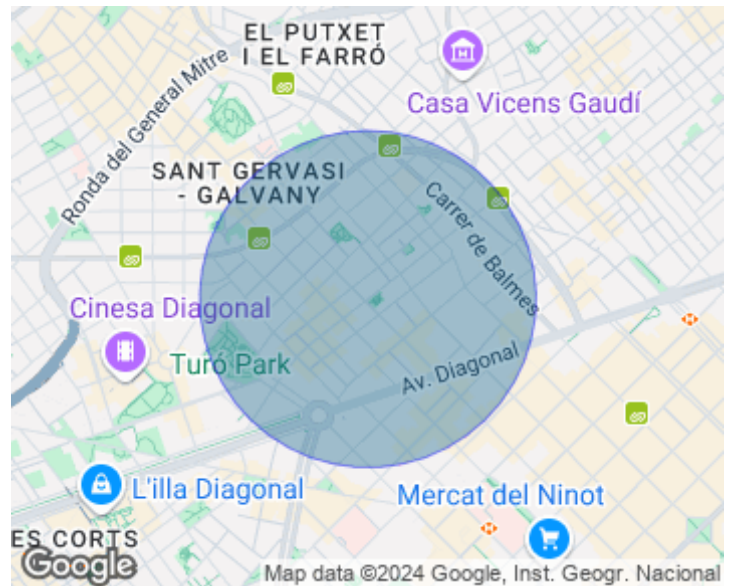 EL PUTXET
I EL FARRÓ
Ronda del General Mitre
Casa Vicens Gaudí
SANT GERVASI
- GALVANY
Carrer de Balmes
Cinesa Diagonal
Turó Park
Av. Diagonal
L'illa Diagonal
Mercat del Ninot
ES CORTS
Google
Map data ©2024 Google, Inst. Geogr. Nacional